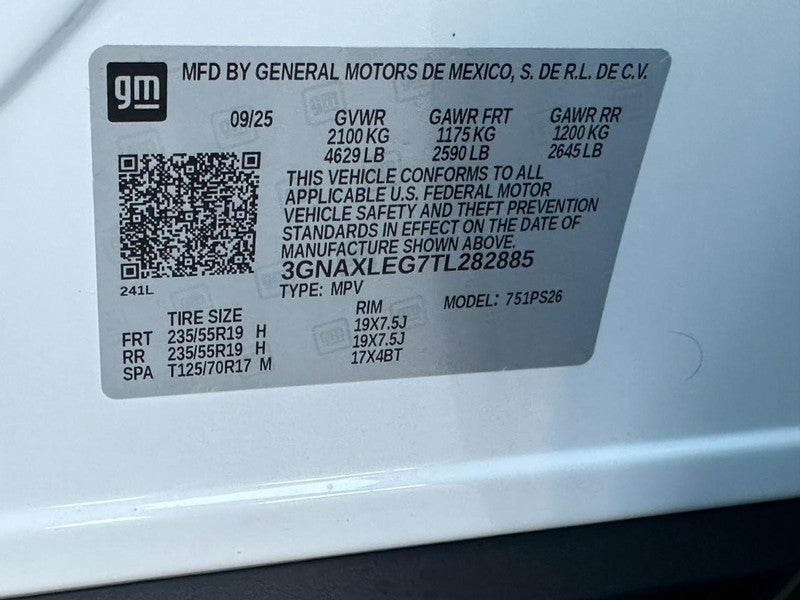 gm MFD BY GENERAL MOTORS DE MEXICO, S. DE R.L. DE C.V.
09/25 GVWR GAWR FRT GAWR RR
2100 KG 1175 KG 1200 KG
4629 LB 2590 LB 2645 LB
THIS VEHICLE CONFORMS TO ALL
APPLICABLE U.S. FEDERAL MOTOR
VEHICLE SAFETY AND THEFT PREVENTION
STANDARDS IN EFFECT ON THE DATE OF
MANUFACTURE SHOWN ABOVE.
3GNAXLEG7TL282885
241L TYPE: MPV MODEL: 751PS26
TIRE SIZE RIM
FRT 235/55R19 H 19X7.5J
RR 235/55R19 H 19X7.5J
SPA T125/70R17 M 17X4BT